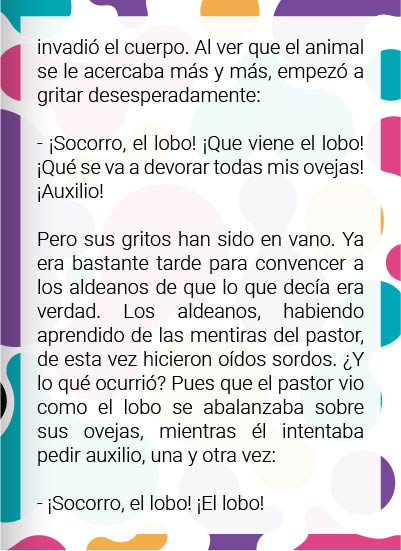 invadió el cuerpo. Al ver que el animal
se le acercaba más y más, empezó a
gritar desesperadamente:
- ¡Socorro, el lobo! ¡Que viene el lobo!
¡Qué se va a devorar todas mis ovejas!
¡Auxilio!
Pero sus gritos han sido en vano. Ya
era bastante tarde para convencer a
los aldeanos de que lo que decía era
verdad. Los aldeanos, habiendo
aprendido de las mentiras del pastor,
de esta vez hicieron oídos sordos. ¿Y
lo qué ocurrió? Pues que el pastor vio
como el lobo se abalanzaba sobre
sus ovejas, mientras él intentaba
pedir auxilio, una y otra vez:
- ¡Socorro, el lobo! ¡El lobo!